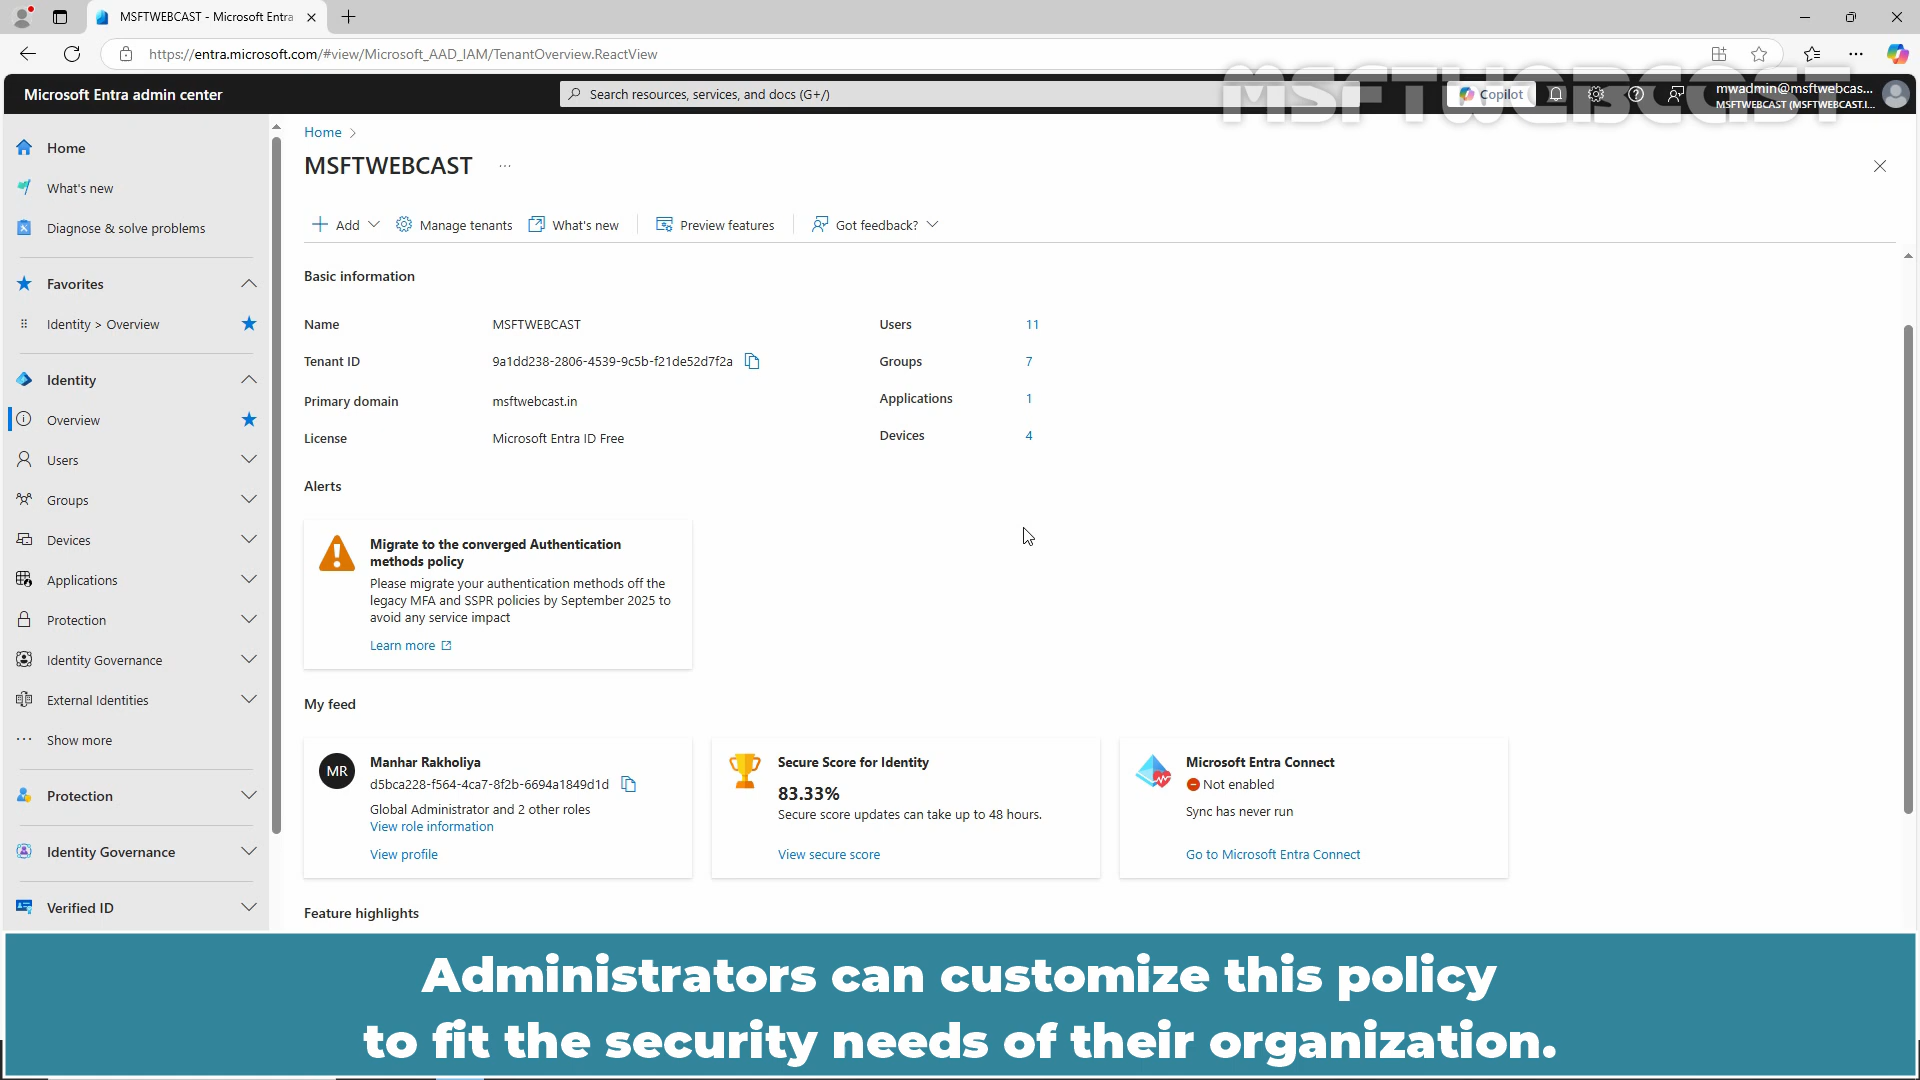 MSFTWEBCAST - Microsoft Entra
https://entra.microsoft.com/#view/Microsoft_AAD_IAM/TenantOverview.ReactView
MSFTWEBCAST
Microsoft Entra admin center
Search resources, services, and docs (G+/)
Copilot
mwadmin@msftwebcas...
MSFTWEBCAST (MSFTWEBCAST.I...
Home
What's new
Diagnose & solve problems
Favorites
Identity > Overview
Identity
Overview
Users
Groups
Devices
Applications
Protection
Identity Governance
External Identities
Show more
Protection
Identity Governance
Verified ID
Home >
MSFTWEBCAST ...
Add
Manage tenants
What's new
Preview features
Got feedback?
Basic information
Name MSFTWEBCAST Users 11
Tenant ID 9a1dd238-2806-4539-9c5b-f21de52d7f2a Groups 7
Primary domain msftwebcast.in Applications 1
License Microsoft Entra ID Free Devices 4
Alerts
Migrate to the converged Authentication
methods policy
Please migrate your authentication methods off the
legacy MFA and SSPR policies by September 2025 to
avoid any service impact
Learn more
My feed
MR
Manhar Rakholiya
d5bca228-f564-4ca7-8f2b-6694a1849d1d
Global Administrator and 2 other roles
View role information
View profile
Secure Score for Identity
83.33%
Secure score updates can take up to 48 hours.
View secure score
Microsoft Entra Connect
Not enabled
Sync has never run
Go to Microsoft Entra Connect
Feature highlights
Administrators can customize this policy
to fit the security needs of their organization.